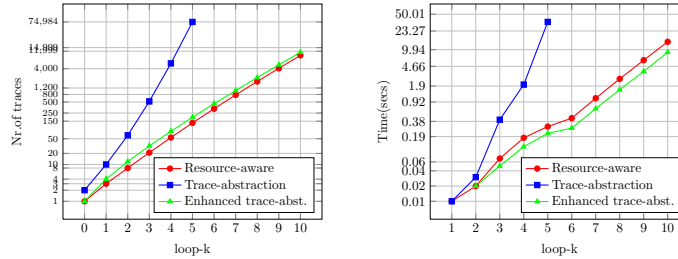 74,984
14,000
11,999
4,000
1,200
800
500
250
150
50
20
10
8
4
3
2
1
Nr. of traces
0 1 2 3 4 5 6 7 8 9 10
loop-k
Resource-aware
Trace-abstraction
Enhanced trace-abst.
50.01
23.27
9.94
4.66
1.9
0.92
0.38
0.19
0.06
0.04
0.02
0.01
Time(secs)
1 2 3 4 5 6 7 8 9 10
loop-k
Resource-aware
Trace-abstraction
Enhanced trace-abst.